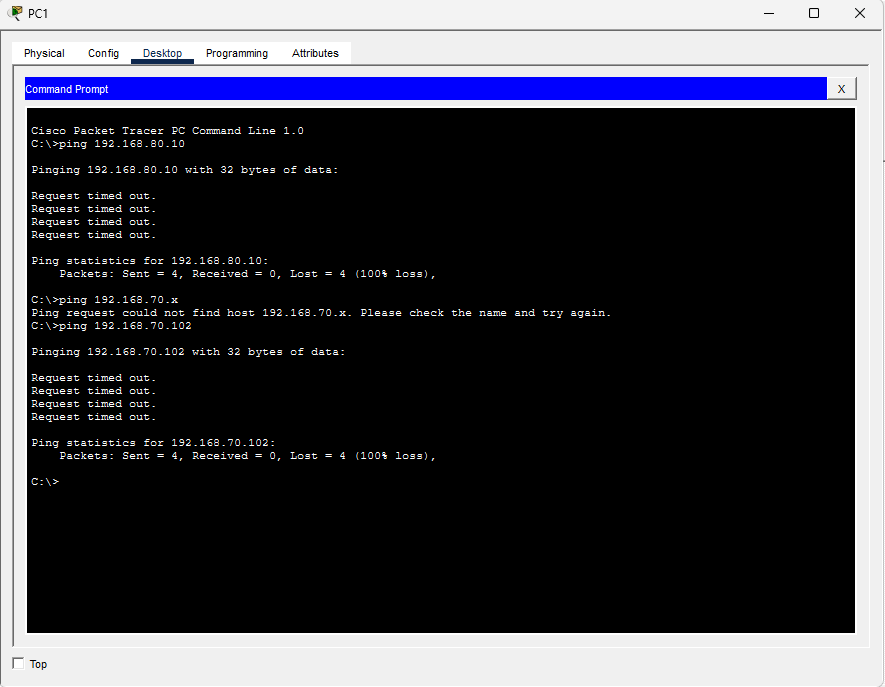 PC1
Physical Config Desktop Programming Attributes
Command Prompt X
Cisco Packet Tracer PC Command Line 1.0
C:\>ping 192.168.80.10
Pinging 192.168.80.10 with 32 bytes of data:
Request timed out.
Request timed out.
Request timed out.
Request timed out.
Ping statistics for 192.168.80.10:
    Packets: Sent = 4, Received = 0, Lost = 4 (100% loss),
C:\>ping 192.168.70.x
Ping request could not find host 192.168.70.x. Please check the name and try again.
C:\>ping 192.168.70.102
Pinging 192.168.70.102 with 32 bytes of data:
Request timed out.
Request timed out.
Request timed out.
Request timed out.
Ping statistics for 192.168.70.102:
    Packets: Sent = 4, Received = 0, Lost = 4 (100% loss),
C:\>
Top